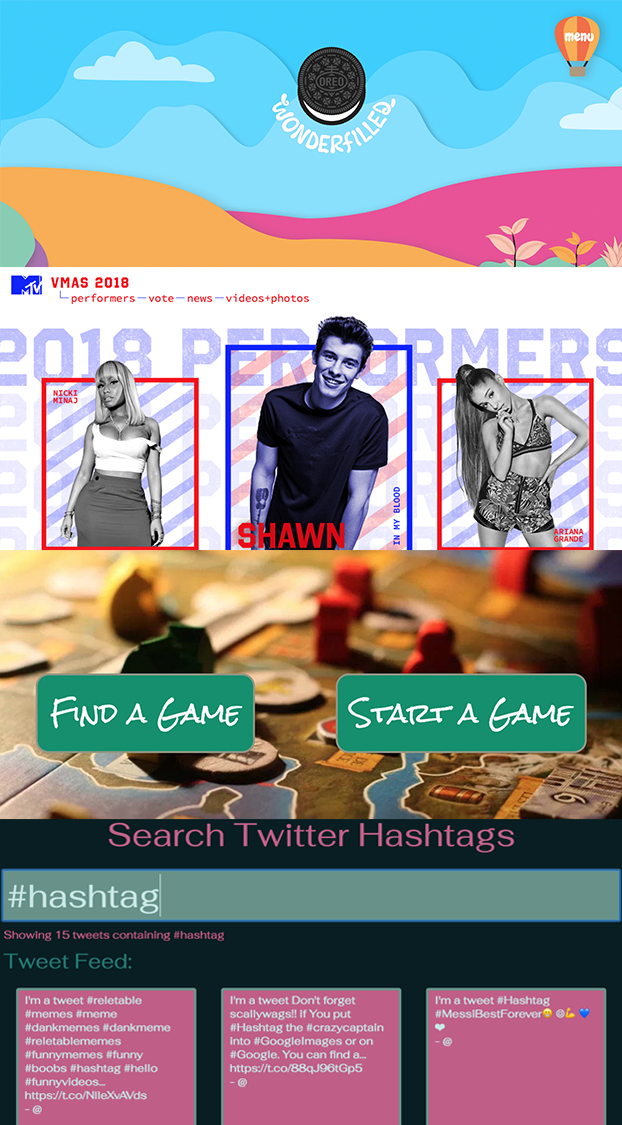 menu
OREO
WONDERFILLED
MTV
VMAS 2018
performers — vote — news — videos+photos
2018 PERFORMERS
NICKI
MINAJ
SHAWN
IN MY BLOOD
ARIANA
GRANDE
FIND A GAME
START A GAME
6
9
Search Twitter Hashtags
#hashtag
Showing 15 tweets containing #hashtag
Tweet Feed:
I'm a tweet #reletable
#memes #meme
#dankmemes #dankmeme
#reletablememes
#funnymemes #funny
#boobs #hashtag #hello
#funnyvideos...
https://t.co/NIIeXvAVds
- @
I'm a tweet Don't forget
scallywags!! If You put
#Hashtag the #crazycaptain
into #GoogleImages or on
#Google. You can find a...
https://t.co/88qJ96tGp5
- @
I'm a tweet #Hashtag
#MessiBestForever😄 ⚽💪 💙
❤
- @